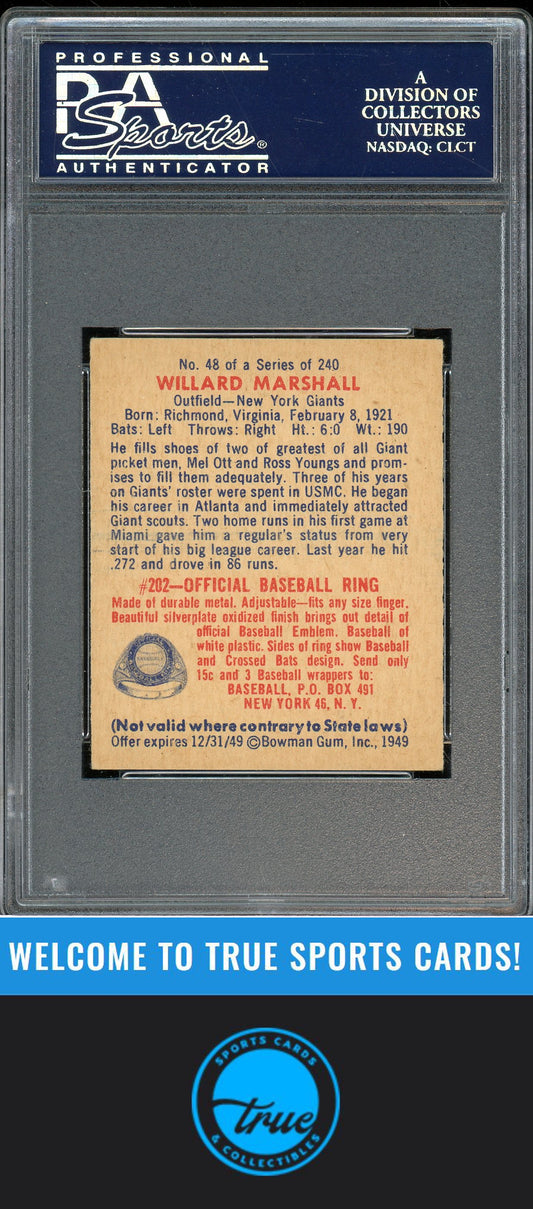 PROFESSIONAL
PSA
Sports®
AUTHENTICATOR
A
DIVISION OF
COLLECTORS
UNIVERSE
NASDAQ: CLCT
No. 48 of a Series of 240
WILLARD MARSHALL
Outfield—New York Giants
Born: Richmond, Virginia, February 8, 1921
Bats: Left Throws: Right Ht.: 6:0 Wt.: 190
He fills shoes of two of greatest of all Giant
picket men, Mel Ott and Ross Youngs and prom-
ises to fill them adequately. Three of his years
on Giants' roster were spent in USMC. He began
his career in Atlanta and immediately attracted
Giant scouts. Two home runs in his first game at
Miami gave him a regular's status from very
start of his big league career. Last year he hit
.272 and drove in 86 runs.
#202—OFFICIAL BASEBALL RING
Made of durable metal. Adjustable—fits any size finger.
Beautiful silverplate oxidized finish brings out detail of
official Baseball Emblem. Baseball of
white plastic. Sides of ring show Baseball
and Crossed Bats design. Send only
15c and 3 Baseball wrappers to:
BASEBALL, P.O. BOX 491
NEW YORK 46, N. Y.
(Not valid where contrary to State laws)
Offer expires 12/31/49 ©Bowman Gum, Inc., 1949
WELCOME TO TRUE SPORTS CARDS!
SPORTS CARDS
true
& COLLECTIBLES